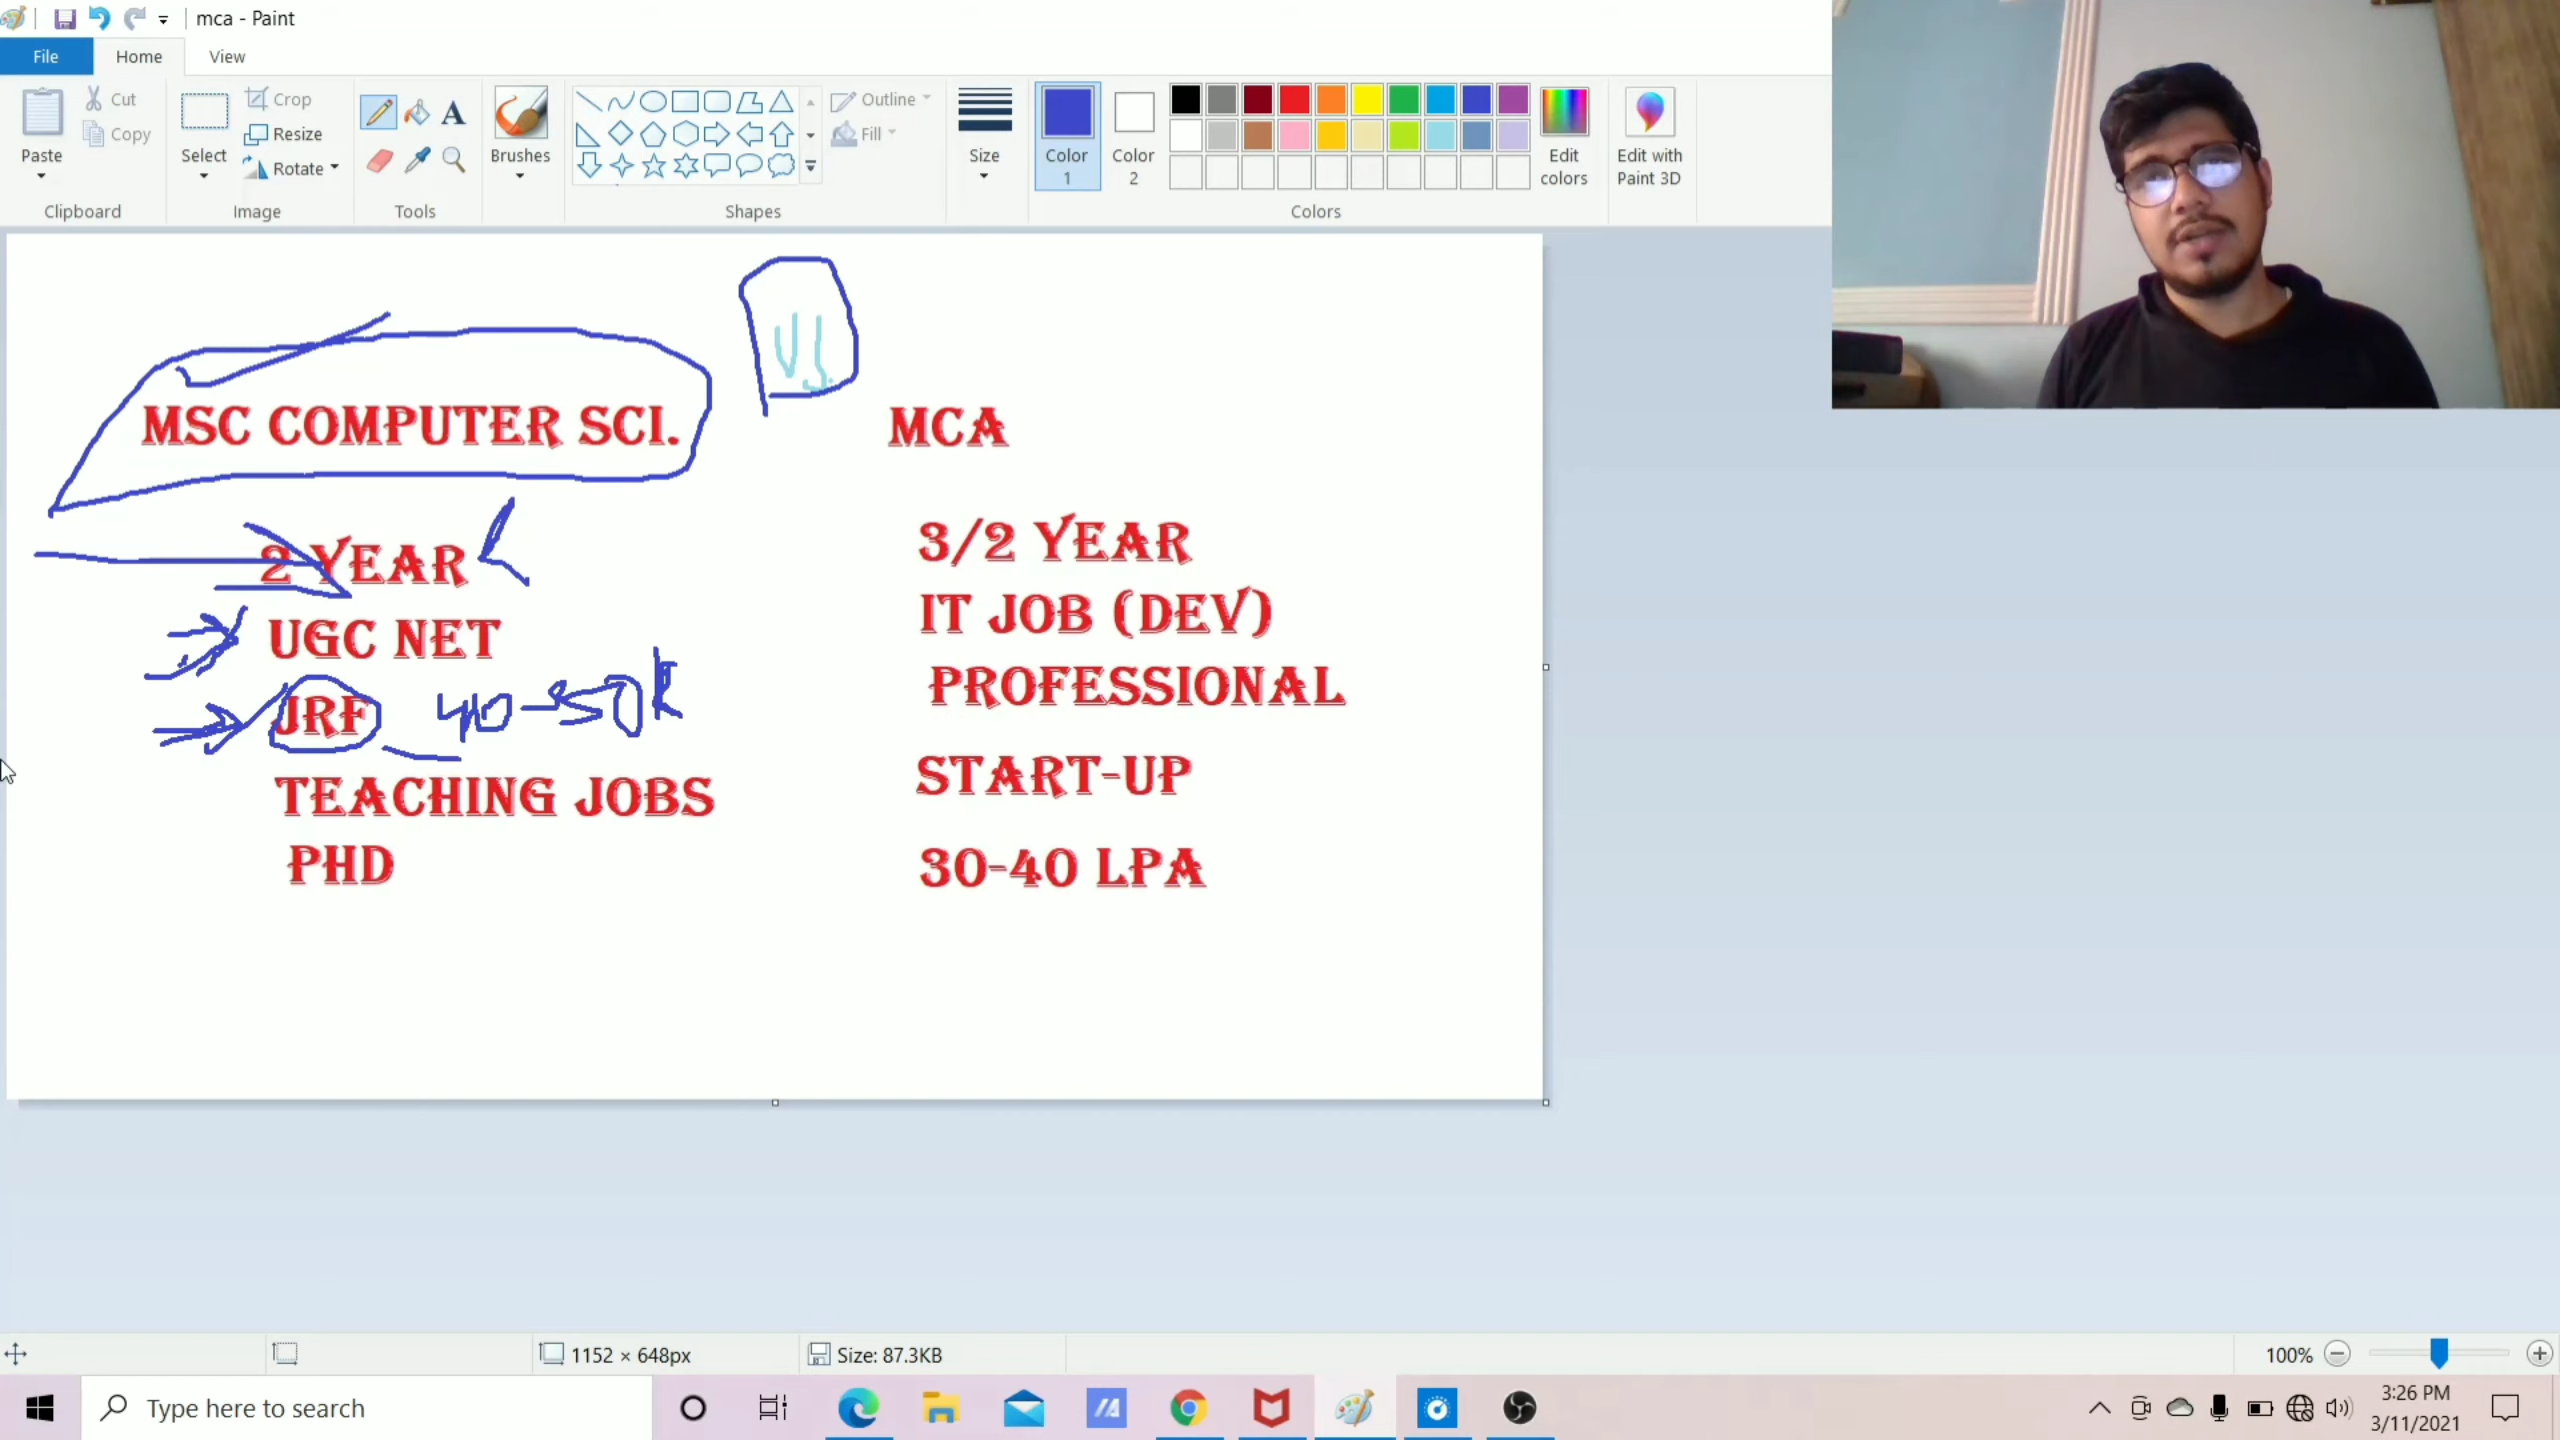 mca - Paint
File Home View
Paste
Cut
Copy
Clipboard
Select
Crop
Resize
Rotate
Image
Tools
Brushes
Shapes
Outline
Fill
Size
Color 1
Color 2
Colors
Edit colors
Edit with Paint 3D
VS
MSC COMPUTER SCI.
2 YEAR
UGC NET
JRF 40-50K
TEACHING JOBS
PHD
MCA
3/2 YEAR
IT JOB (DEV)
PROFESSIONAL
START-UP
30-40 LPA
1152 × 648px
Size: 87.3KB
100%
Type here to search
3:26 PM
3/11/2021